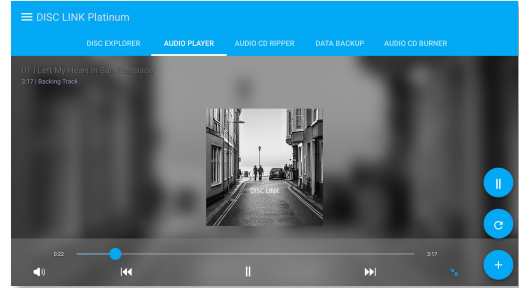 DISC LINK Platinum
DISC EXPLORER AUDIO PLAYER AUDIO CD RIPPER DATA BACKUP AUDIO CD BURNER
01 I Left My Heart In San Fransisco
3:17 | Backing Track
DISC LINK
0:22 3:17